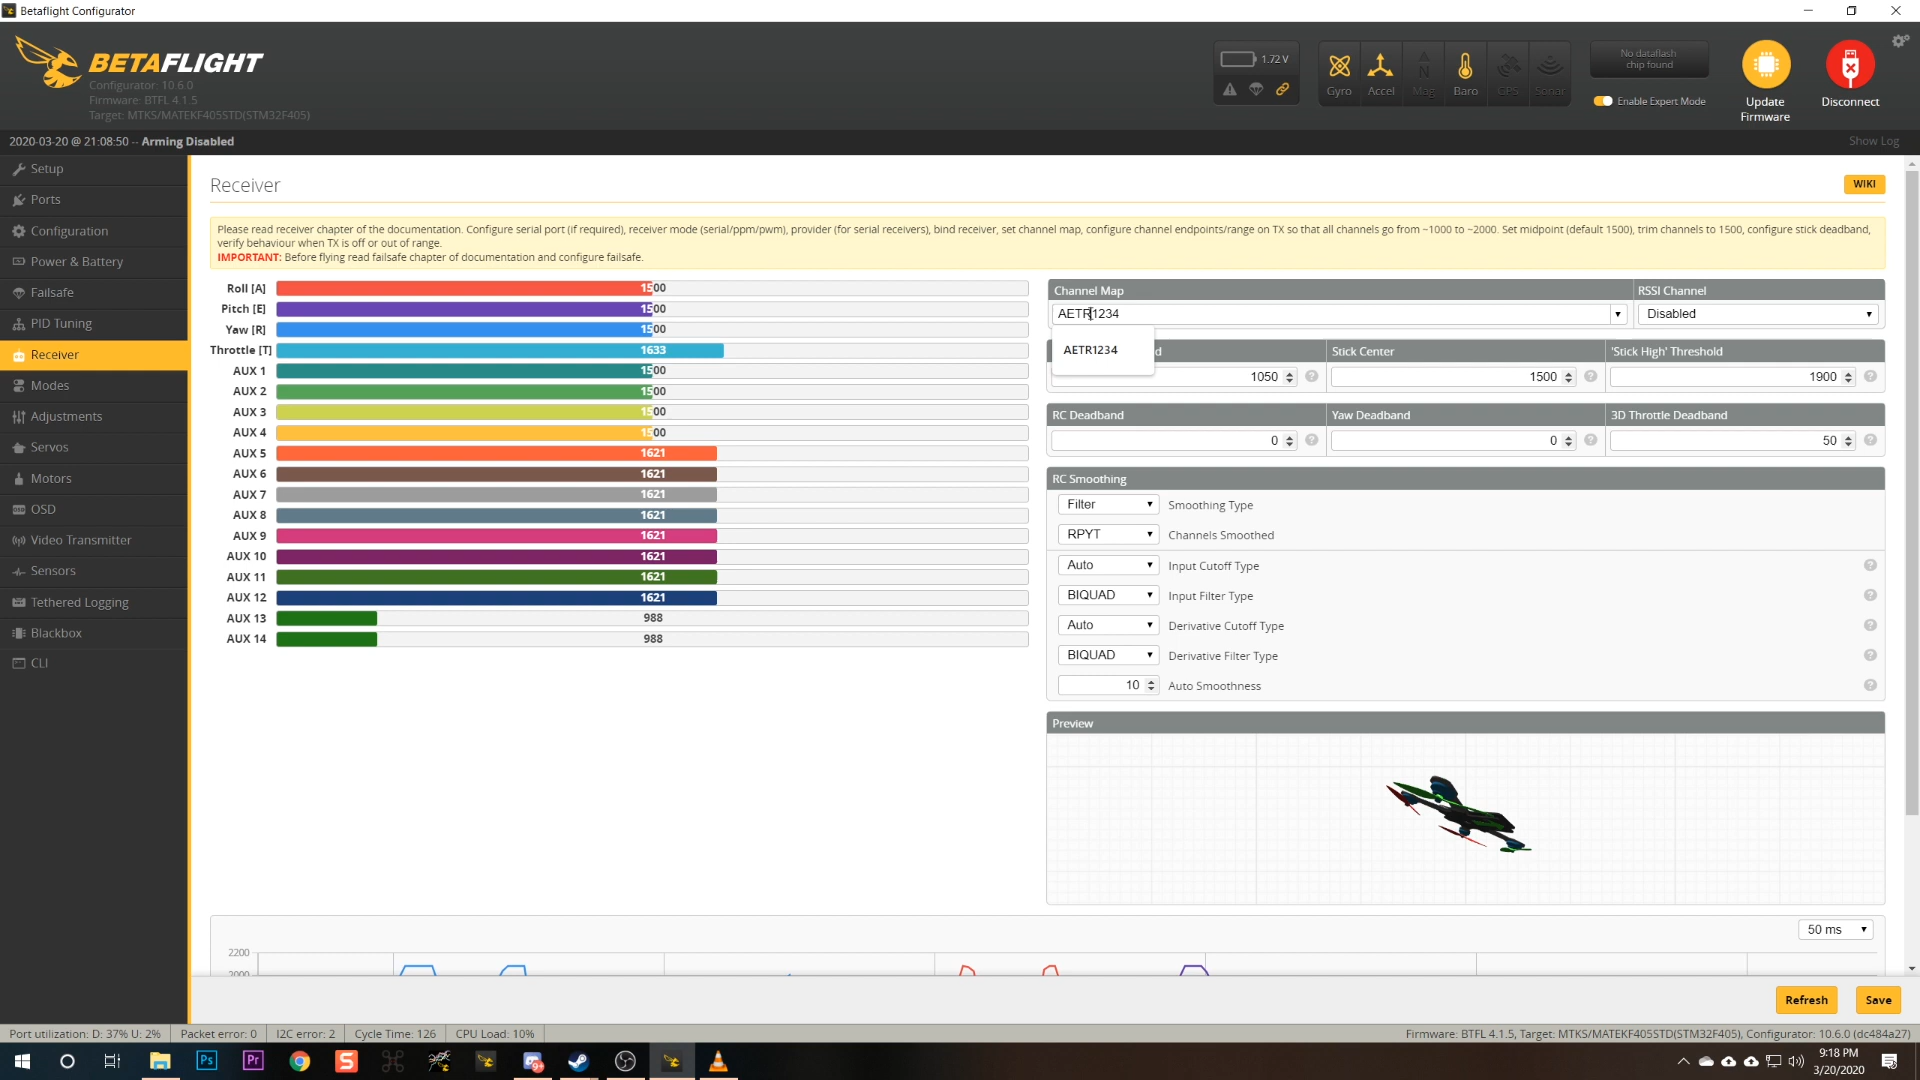 Betaflight Configurator
BETAFLIGHT
Configurator: 10.6.0
Firmware: BTFL 4.1.5
Target: MTKS/MATEKF405STD(STM32F405)
1.72 V
Gyro
Accel
Mag
Baro
GPS
Sonar
No dataflash
chip found
Enable Expert Mode
Update
Firmware
Disconnect
2020-03-20 @ 21:08:50 -- Arming Disabled
Show Log
Setup
Ports
Configuration
Power & Battery
Failsafe
PID Tuning
Receiver
Modes
Adjustments
Servos
Motors
OSD
Video Transmitter
Sensors
Tethered Logging
Blackbox
CLI
Receiver
WIKI
Please read receiver chapter of the documentation. Configure serial port (if required), receiver mode (serial/ppm/pwm), provider (for serial receivers), bind receiver, set channel map, configure channel endpoints/range on TX so that all channels go from ~1000 to ~2000. Set midpoint (default 1500), trim channels to 1500, configure stick deadband,
verify behaviour when TX is off or out of range.
IMPORTANT: Before flying read failsafe chapter of documentation and configure failsafe.
Roll [A] 1500
Pitch [E] 1500
Yaw [R] 1500
Throttle [T] 1633
AUX 1 1500
AUX 2 1500
AUX 3 1500
AUX 4 1500
AUX 5 1621
AUX 6 1621
AUX 7 1621
AUX 8 1621
AUX 9 1621
AUX 10 1621
AUX 11 1621
AUX 12 1621
AUX 13 988
AUX 14 988
Channel Map
RSSI Channel
AETR1234
Disabled
AETR1234
d
Stick Center
'Stick High' Threshold
1050
1500
1900
RC Deadband
Yaw Deadband
3D Throttle Deadband
0
0
50
RC Smoothing
Filter Smoothing Type
RPYT Channels Smoothed
Auto Input Cutoff Type
BIQUAD Input Filter Type
Auto Derivative Cutoff Type
BIQUAD Derivative Filter Type
10 Auto Smoothness
Preview
50 ms
2200
2000
Refresh
Save
Port utilization: D: 37% U: 2%
Packet error: 0
I2C error: 2
Cycle Time: 126
CPU Load: 10%
Firmware: BTFL 4.1.5, Target: MTKS/MATEKF405STD(STM32F405), Configurator: 10.6.0 (dc484a27)
Ps
Pr
S
9+
9:18 PM
3/20/2020